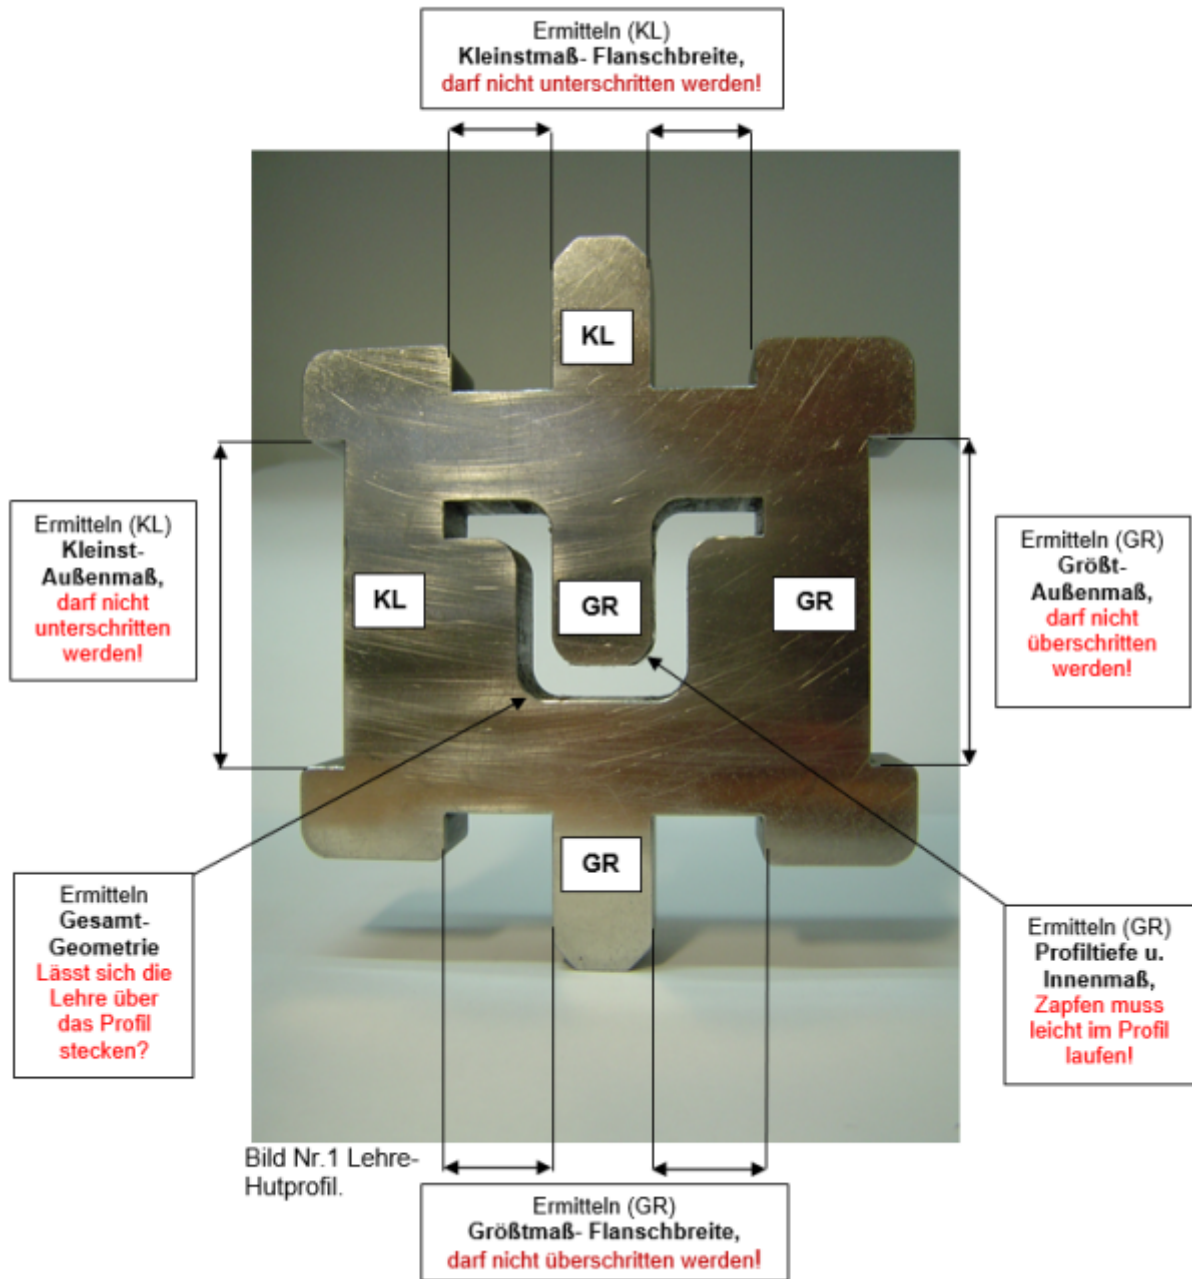 Ermitteln (KL)
Kleinstmaß- Flanschbreite,
darf nicht unterschritten werden!
KL
Ermitteln (KL)
Kleinst-
Außenmaß,
darf nicht
unterschritten
werden!
KL
GR
GR
Ermitteln (GR)
Größt-
Außenmaß,
darf nicht
überschritten
werden!
GR
Ermitteln
Gesamt-
Geometrie
Lässt sich die
Lehre über
das Profil
stecken?
Ermitteln (GR)
Profiltiefe u.
Innenmaß,
Zapfen muss
leicht im Profil
laufen!
Bild Nr.1 Lehre-
Hutprofil.
Ermitteln (GR)
Größtmaß- Flanschbreite,
darf nicht überschritten werden!